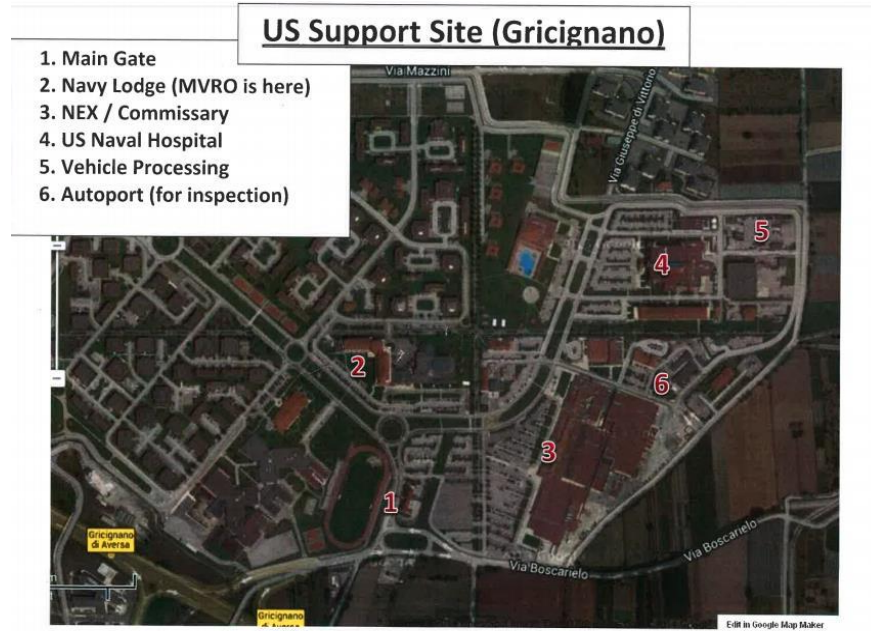 US Support Site (Gricignano)
1. Main Gate
2. Navy Lodge (MVRO is here)
3. NEX / Commissary
4. US Naval Hospital
5. Vehicle Processing
6. Autoport (for inspection)
Via Mazzini
Via Giuseppe di Vittorio
5
4
2
6
3
1
Gricignano
di Aversa
Via Boscariello
Via Boscariello
Gricignano
di Aversa
Edit in Google Map Maker